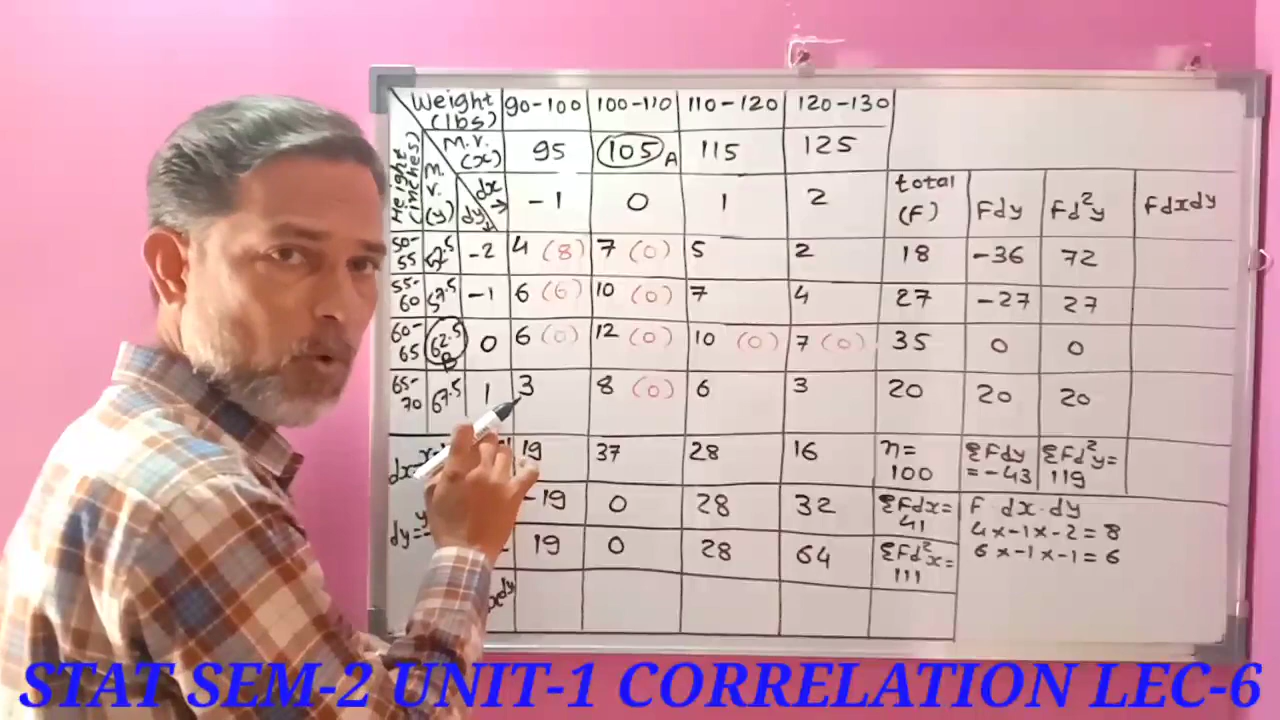 Weight (lbs) 90-100 100-110 110-120 120-130
M.V. (x) 95 105 A 115 125
Height (inches) M.V. (y) dx → dy ↓ -1 0 1 2 total (F) Fdy Fd²y Fdxdy
50-55 52.5 -2 4 (8) 7 (0) 5 2 18 -36 72
55-60 57.5 -1 6 (6) 10 (0) 7 4 27 -27 27
60-65 62.5 B 0 6 (0) 12 (0) 10 (0) 7 (0) 35 0 0
65-70 67.5 1 3 8 (0) 6 3 20 20 20
dx= 19 37 28 16 n= 100 ΣFdy = -43 ΣFd²y= 119
dy= -19 0 28 32 ΣFdx= 41
19 0 28 64 ΣFd²x= 111
F dx.dy
4x-1x-2=8
6x-1x-1=6
STAT SEM-2 UNIT-1 CORRELATION LEC-6